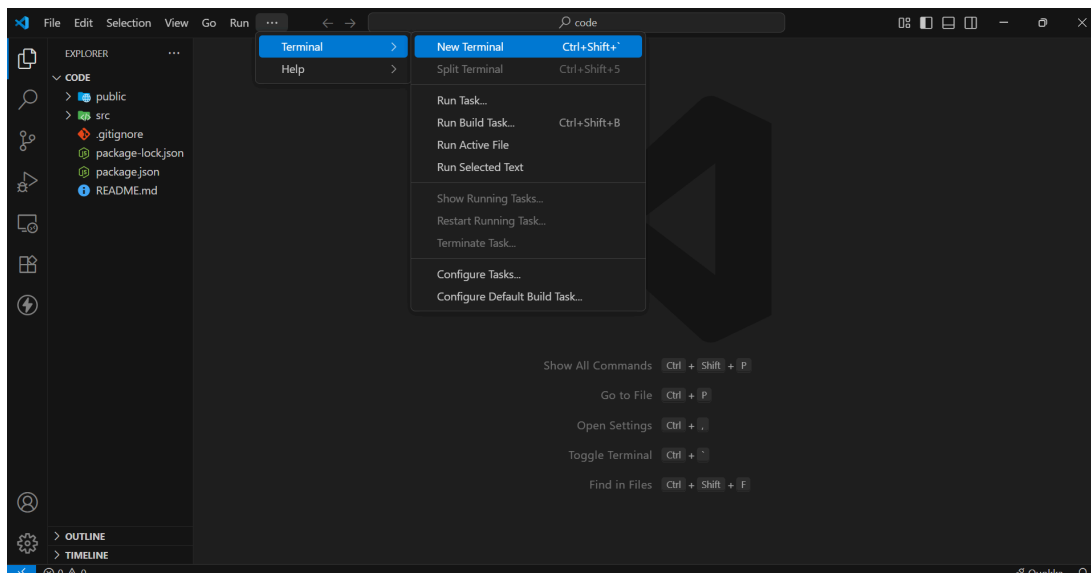 File Edit Selection View Go Run ··· code
EXPLORER ···
CODE
public
src
.gitignore
package-lock.json
package.json
README.md
OUTLINE
TIMELINE
Terminal
Help
New Terminal Ctrl+Shift+`
Split Terminal Ctrl+Shift+5
Run Task...
Run Build Task... Ctrl+Shift+B
Run Active File
Run Selected Text
Show Running Tasks...
Restart Running Task...
Terminate Task...
Configure Tasks...
Configure Default Build Task...
Show All Commands Ctrl + Shift + P
Go to File Ctrl + P
Open Settings Ctrl + ,
Toggle Terminal Ctrl + `
Find in Files Ctrl + Shift + F
0 0 Quokka